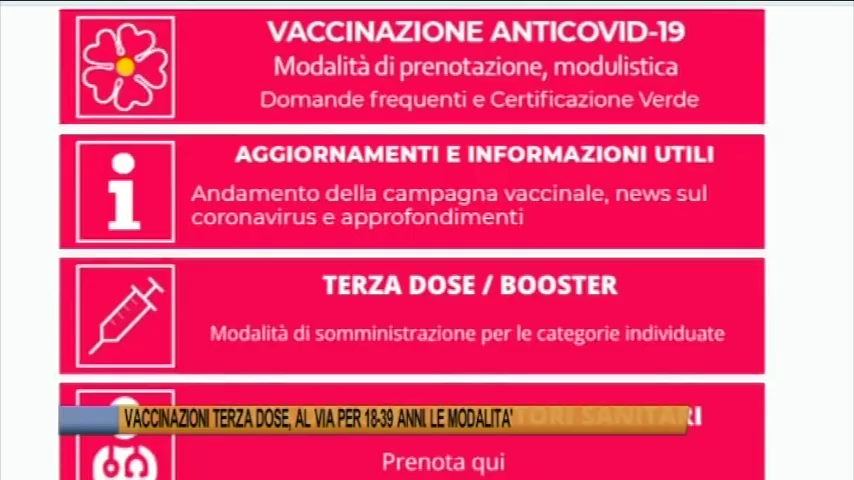 VACCINAZIONE ANTICOVID-19
Modalità di prenotazione, modulistica
Domande frequenti e Certificazione Verde
AGGIORNAMENTI E INFORMAZIONI UTILI
Andamento della campagna vaccinale, news sul
coronavirus e approfondimenti
TERZA DOSE / BOOSTER
Modalità di somministrazione per le categorie individuate
VACCINAZIONI TERZA DOSE, AL VIA PER 18-39 ANNI. LE MODALITA'
Prenota qui